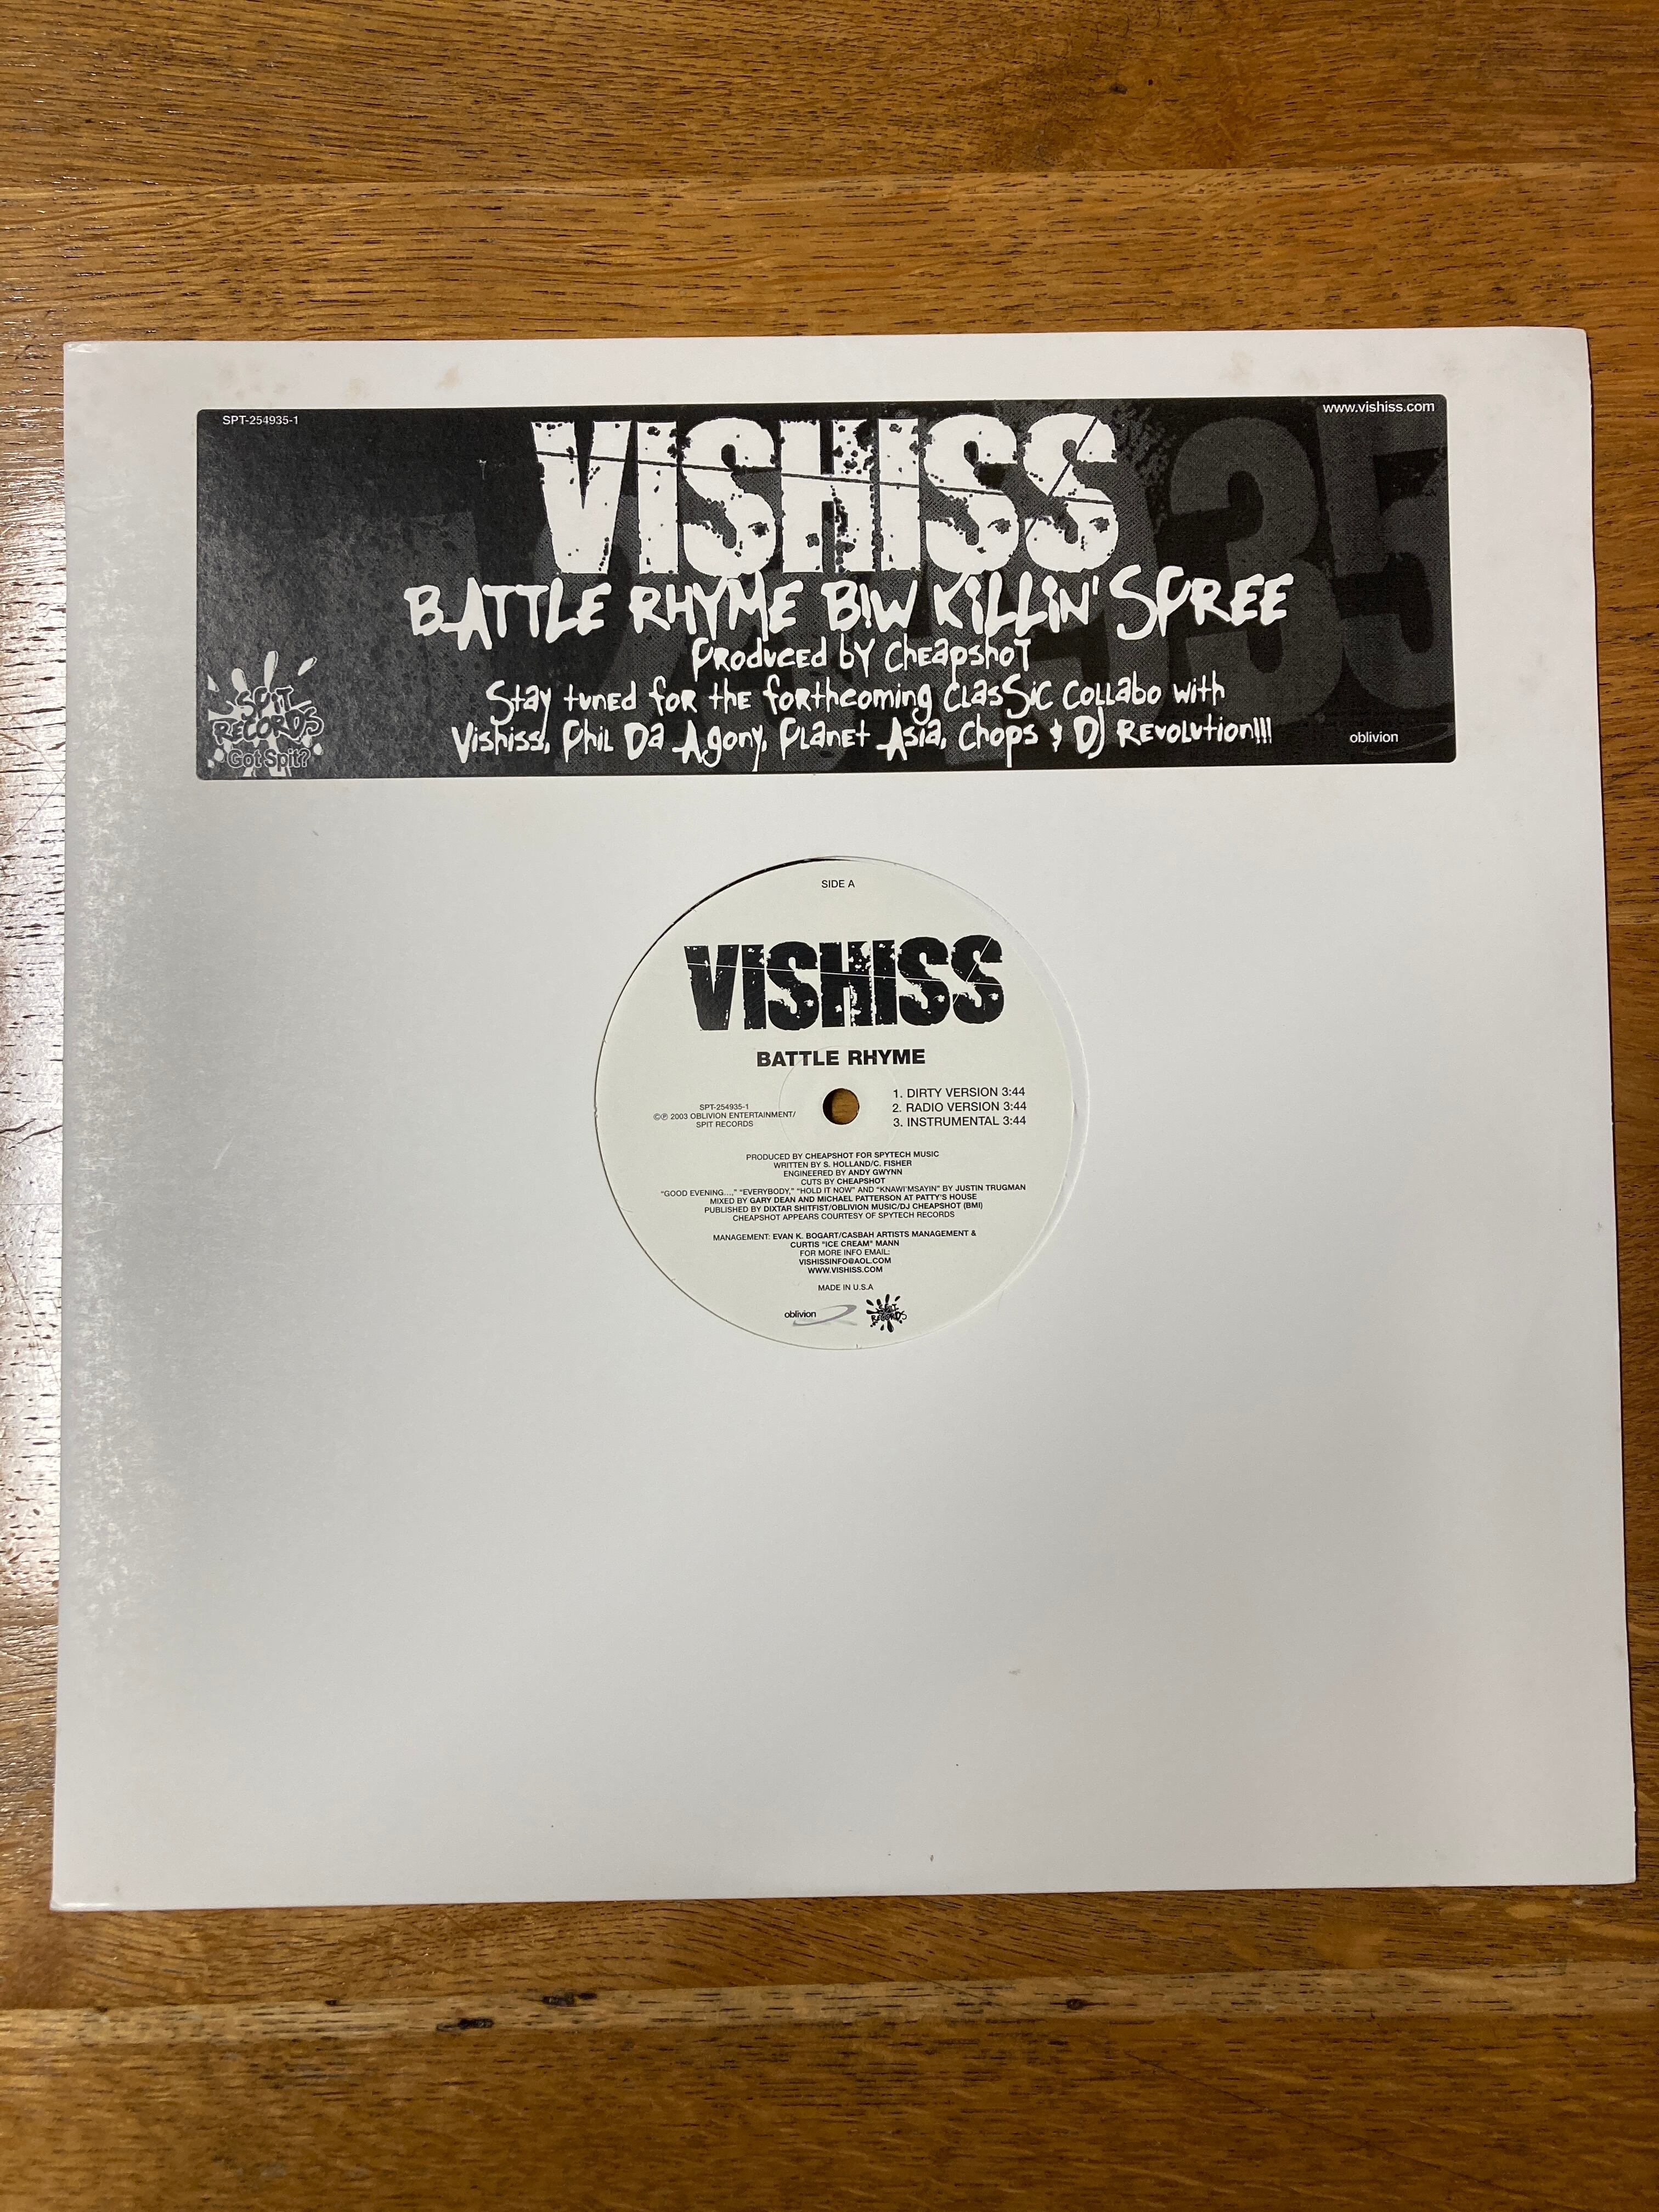 SPT-254935-1
www.vishiss.com
VISHISS
BATTLE RHYME B/W KILLIN' SPREE
Produced by Cheapshot
Stay tuned for the forthcoming classic collabo with
Vishiss, Phil Da Agony, Planet Asia, Chops & DJ Revolution!!!
SPIT
RECORDS
Got Spit?
oblivion
35
SIDE A
VISHISS
BATTLE RHYME
1. DIRTY VERSION 3:44
2. RADIO VERSION 3:44
3. INSTRUMENTAL 3:44
SPT-254935-1
©℗ 2003 OBLIVION ENTERTAINMENT/
SPIT RECORDS
PRODUCED BY CHEAPSHOT FOR SPYTECH MUSIC
WRITTEN BY S. HOLLAND/C. FISHER
ENGINEERED BY ANDY GWYNN
CUTS BY CHEAPSHOT
"GOOD EVENING...," "EVERYBODY," "HOLD IT NOW" AND "KNAWI'MSAYIN" BY JUSTIN TRUGMAN
MIXED BY GARY DEAN AND MICHAEL PATTERSON AT PATTY'S HOUSE
PUBLISHED BY DIXTAR SHITFIST/OBLIVION MUSIC/DJ CHEAPSHOT (BMI)
CHEAPSHOT APPEARS COURTESY OF SPYTECH RECORDS
MANAGEMENT: EVAN K. BOGART/CASBAH ARTISTS MANAGEMENT &
CURTIS "ICE CREAM" MANN
FOR MORE INFO EMAIL:
VISHISSINFO@AOL.COM
WWW.VISHISS.COM
MADE IN U.S.A
oblivion
SPIT
RECORDS